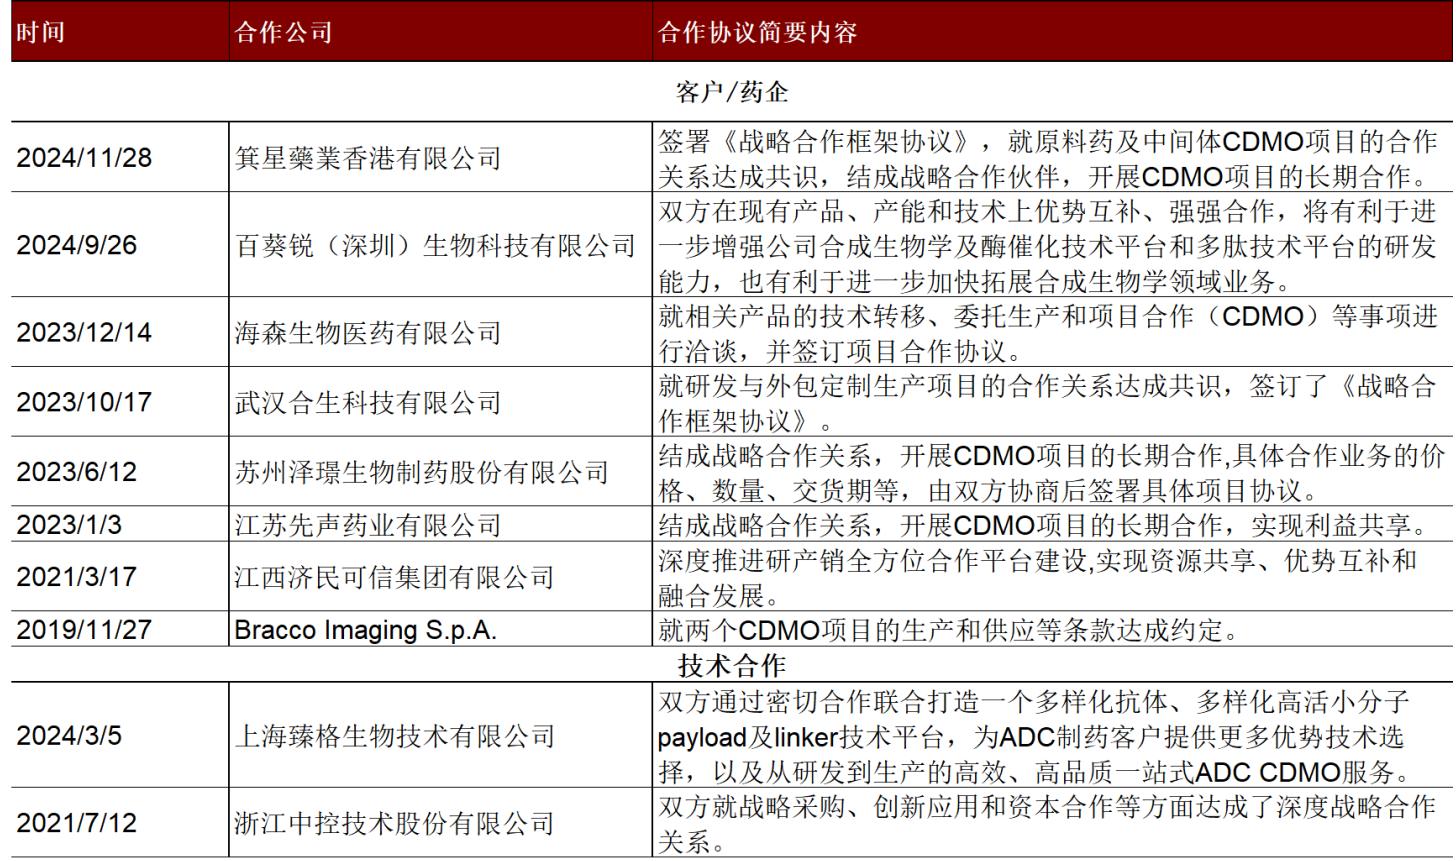 时间 合作公司 合作协议简要内容
客户/药企
2024/11/28 箕星藥業香港有限公司 签署《战略合作框架协议》，就原料药及中间体CDMO项目的合作
关系达成共识，结成战略合作伙伴，开展CDMO项目的长期合作。
2024/9/26 百葵锐（深圳）生物科技有限公司 双方在现有产品、产能和技术上优势互补、强强合作，将有利于进
一步增强公司合成生物学及酶催化技术平台和多肽技术平台的研发
能力，也有利于进一步加快拓展合成生物学领域业务。
2023/12/14 海森生物医药有限公司 就相关产品的技术转移、委托生产和项目合作（CDMO）等事项进
行洽谈，并签订项目合作协议。
2023/10/17 武汉合生科技有限公司 就研发与外包定制生产项目的合作关系达成共识，签订了《战略合
作框架协议》。
2023/6/12 苏州泽璟生物制药股份有限公司 结成战略合作关系，开展CDMO项目的长期合作,具体合作业务的价
格、数量、交货期等，由双方协商后签署具体项目协议。
2023/1/3 江苏先声药业有限公司 结成战略合作关系，开展CDMO项目的长期合作，实现利益共享。
2021/3/17 江西济民可信集团有限公司 深度推进研产销全方位合作平台建设,实现资源共享、优势互补和
融合发展。
2019/11/27 Bracco Imaging S.p.A. 就两个CDMO项目的生产和供应等条款达成约定。
技术合作
2024/3/5 上海臻格生物技术有限公司 双方通过密切合作联合打造一个多样化抗体、多样化高活小分子
payload及linker技术平台，为ADC制药客户提供更多优势技术选
择，以及从研发到生产的高效、高品质一站式ADC CDMO服务。
2021/7/12 浙江中控技术股份有限公司 双方就战略采购、创新应用和资本合作等方面达成了深度战略合作
关系。